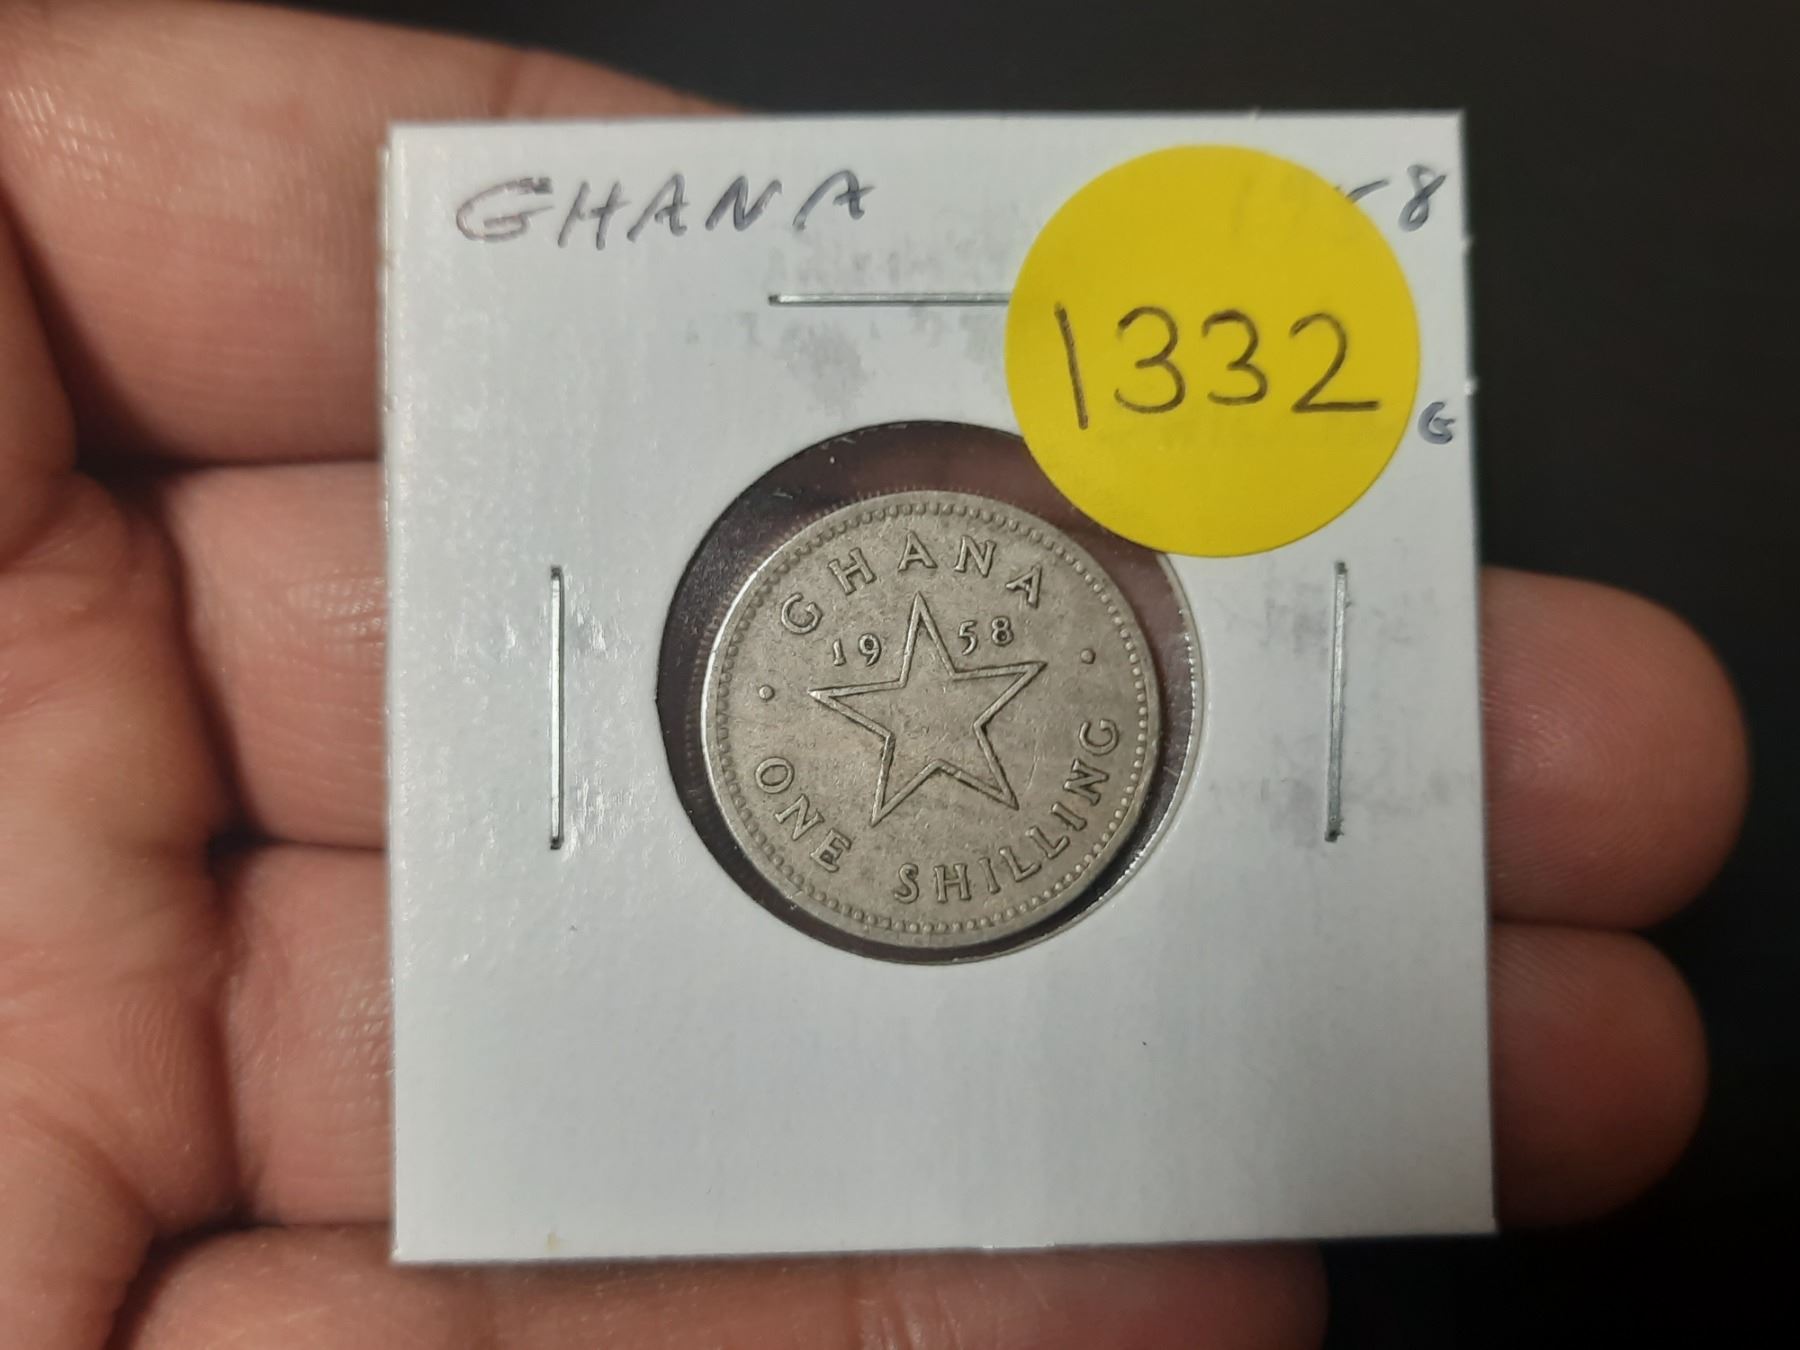 GHANA
1332
G
GHANA
1958
ONE SHILLING